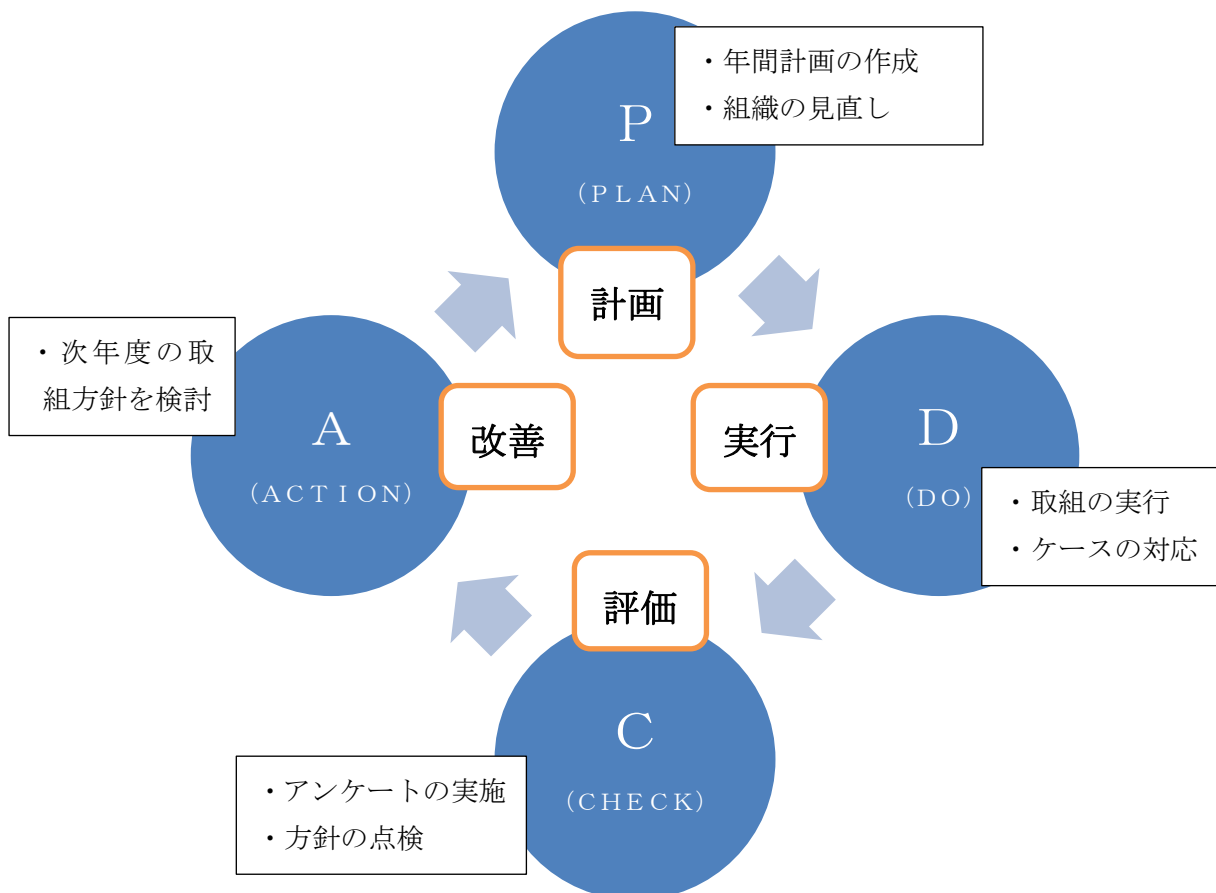 P
(PLAN)
計画
・年間計画の作成
・組織の見直し
D
(DO)
実行
・取組の実行
・ケースの対応
C
(CHECK)
評価
・アンケートの実施
・方針の点検
A
(ACTION)
改善
・次年度の取
組方針を検討